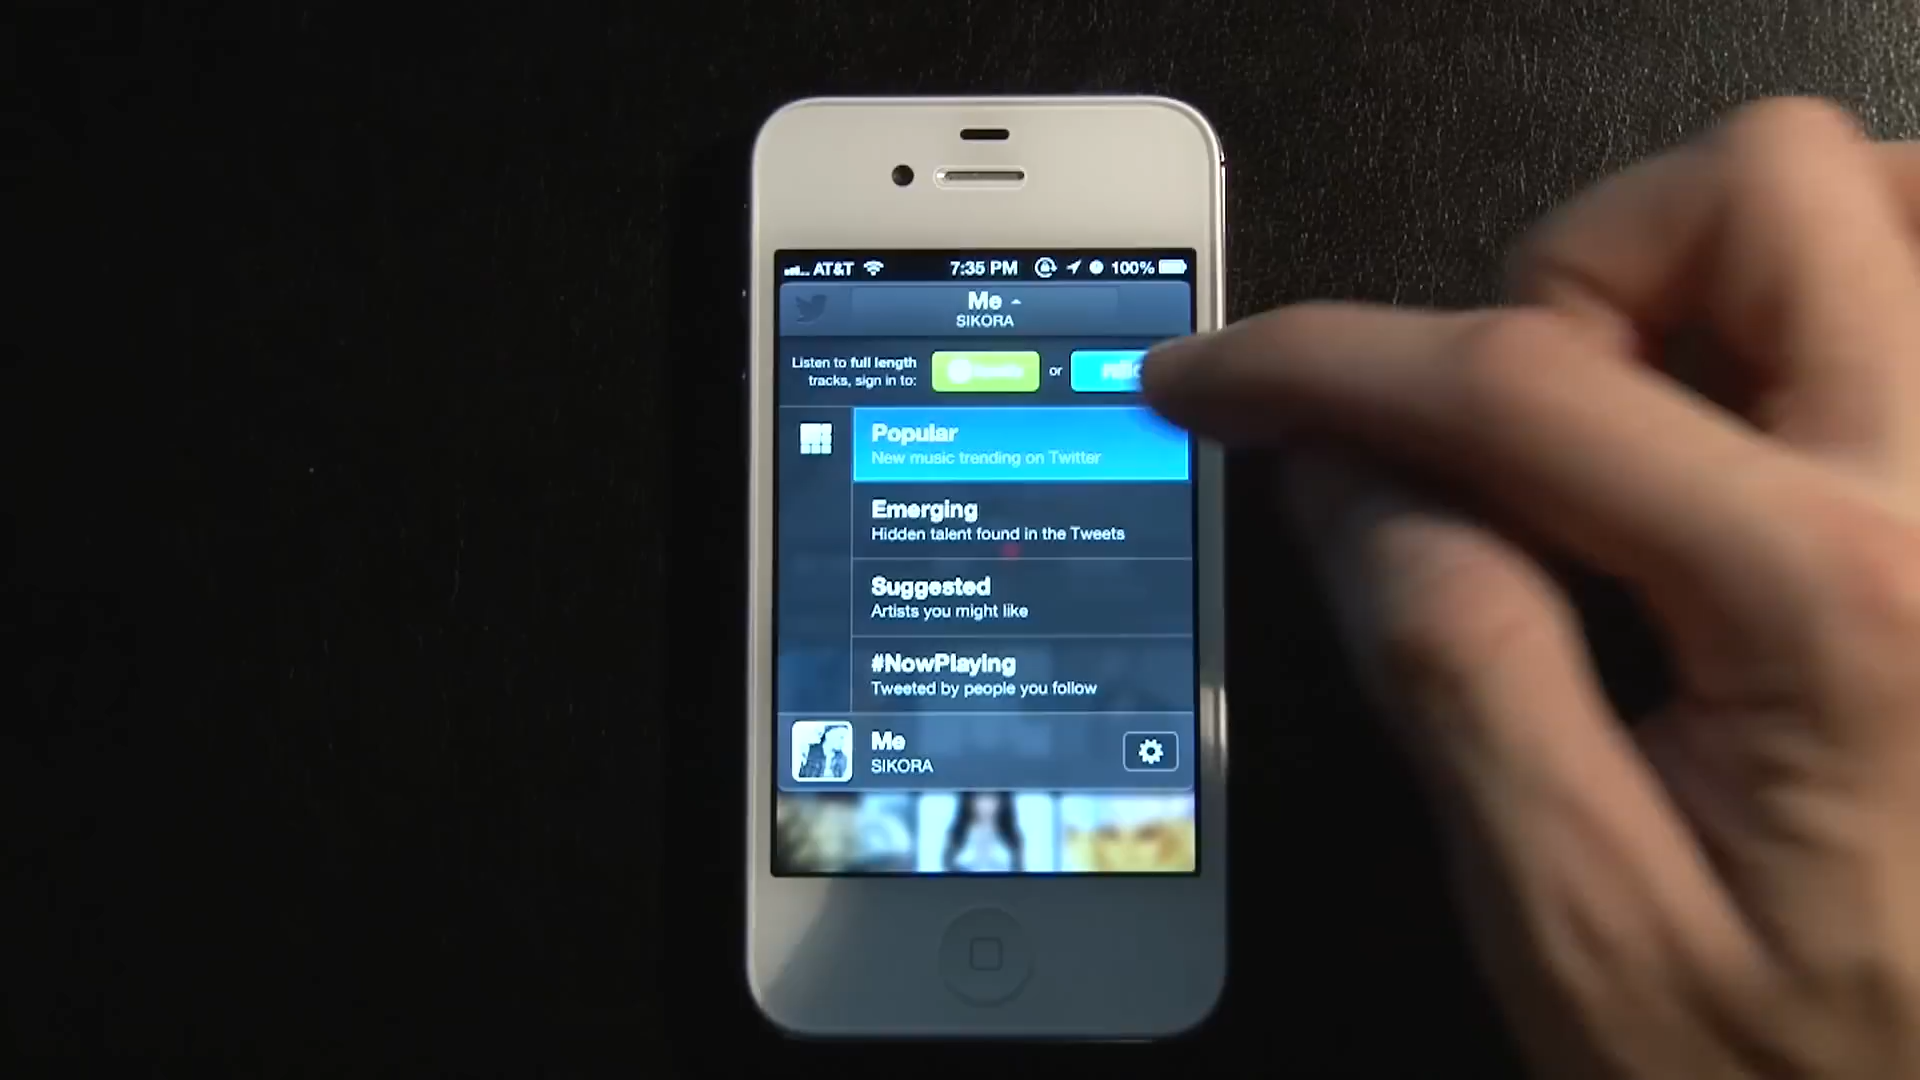 AT&T 7:35 PM 100%
Me
SIKORA
Listen to full length
tracks, sign in to:
or
Popular
New music trending on Twitter
Emerging
Hidden talent found in the Tweets
Suggested
Artists you might like
#NowPlaying
Tweeted by people you follow
Me
SIKORA